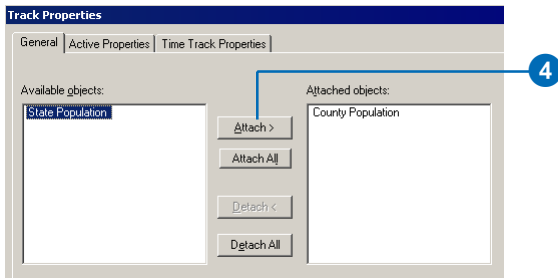 Track Properties
General Active Properties Time Track Properties
4
Available objects: Attached objects:
State Population County Population
Attach >
Attach All
Detach <
Detach All